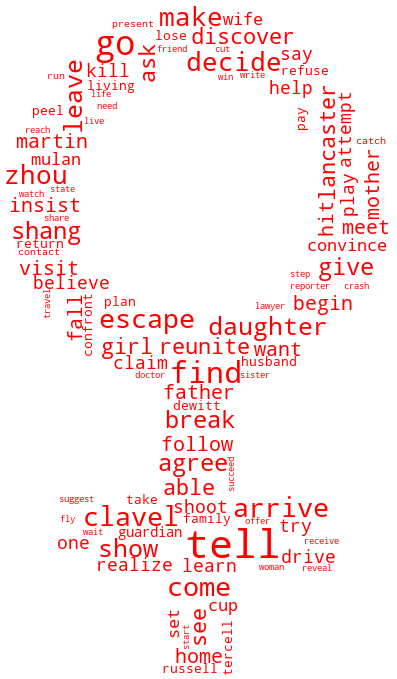 present make wife
go lose discover
ask friend cut decide say
run kill win write refuse
leave living life help
need
peel live pay
reach martin hit lancaster play attempt catch
mulan mother
zhou
watch state
insist share meet
shang
return convince
contact
visit step give
believe reporter crash
travel fall confront plan lawyer begin
escape daughter
girl reunite want
claim find husband
doctor sister
father
dewitt
break
follow
agree succeed
able
suggest take shoot arrive
fly clavel family offer try
wait guardian receive
one show tell drive
realize learn woman reveal
come
cup
set see
start tercell
home
russell